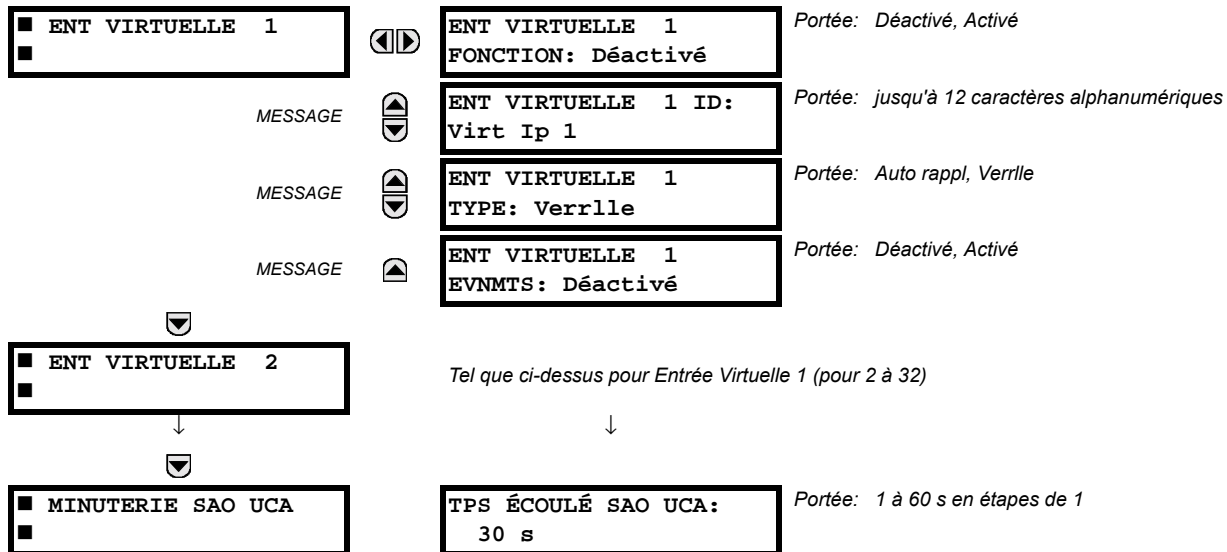 ■ ENT VIRTUELLE 1
■
ENT VIRTUELLE 1
FONCTION: Déactivé
Portée: Déactivé, Activé
MESSAGE
ENT VIRTUELLE 1 ID:
Virt Ip 1
Portée: jusqu'à 12 caractères alphanumériques
MESSAGE
ENT VIRTUELLE 1
TYPE: Verrlle
Portée: Auto rappl, Verrlle
MESSAGE
ENT VIRTUELLE 1
EVNMTS: Déactivé
Portée: Déactivé, Activé
■ ENT VIRTUELLE 2
■
Tel que ci-dessus pour Entrée Virtuelle 1 (pour 2 à 32)
↓ ↓
■ MINUTERIE SAO UCA
■
TPS ÉCOULÉ SAO UCA:
30 s
Portée: 1 à 60 s en étapes de 1